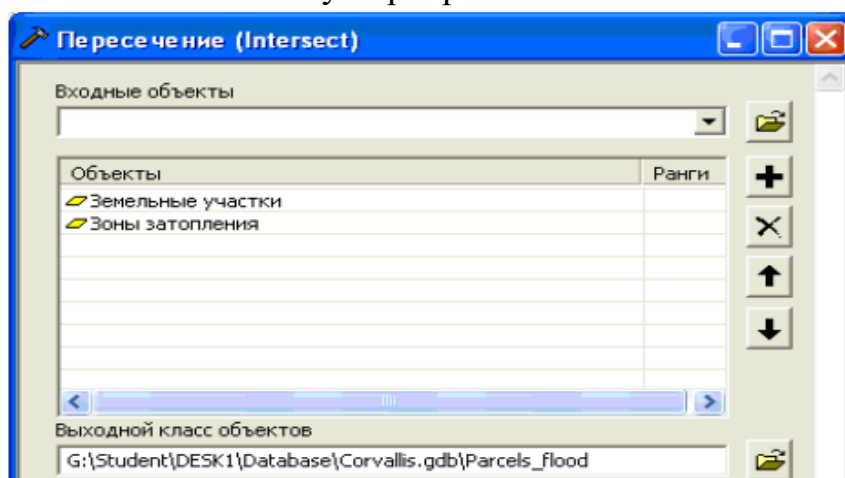 Пересечение (Intersect)
Входные объекты
Объекты Ранги
Земельные участки
Зоны затопления
Выходной класс объектов
G:\Student\DESK1\Database\Corvallis.gdb\Parcels_flood